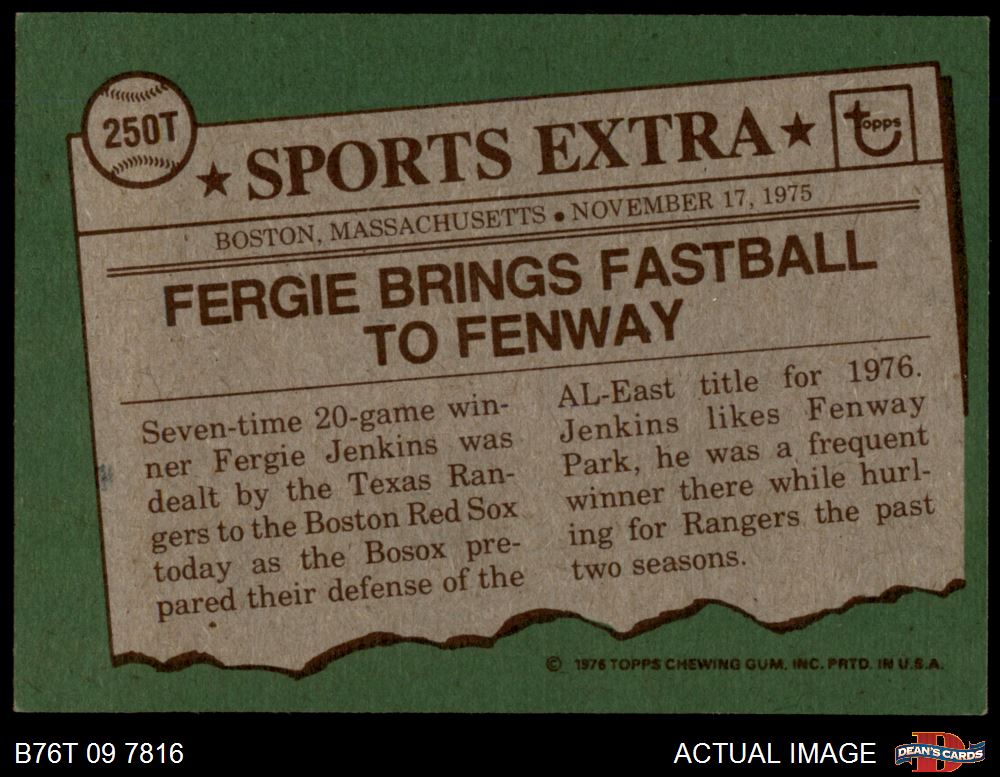 250T
★ SPORTS EXTRA ★
topps
BOSTON, MASSACHUSETTS • NOVEMBER 17, 1975
FERGIE BRINGS FASTBALL
TO FENWAY
Seven-time 20-game win-
ner Fergie Jenkins was
dealt by the Texas Ran-
gers to the Boston Red Sox
today as the Bosox pre-
pared their defense of the
AL-East title for 1976.
Jenkins likes Fenway
Park, he was a frequent
winner there while hurl-
ing for Rangers the past
two seasons.
© 1976 TOPPS CHEWING GUM, INC. PRTD. IN U.S.A.
B76T 09 7816
ACTUAL IMAGE
D
DEAN'S CARDS